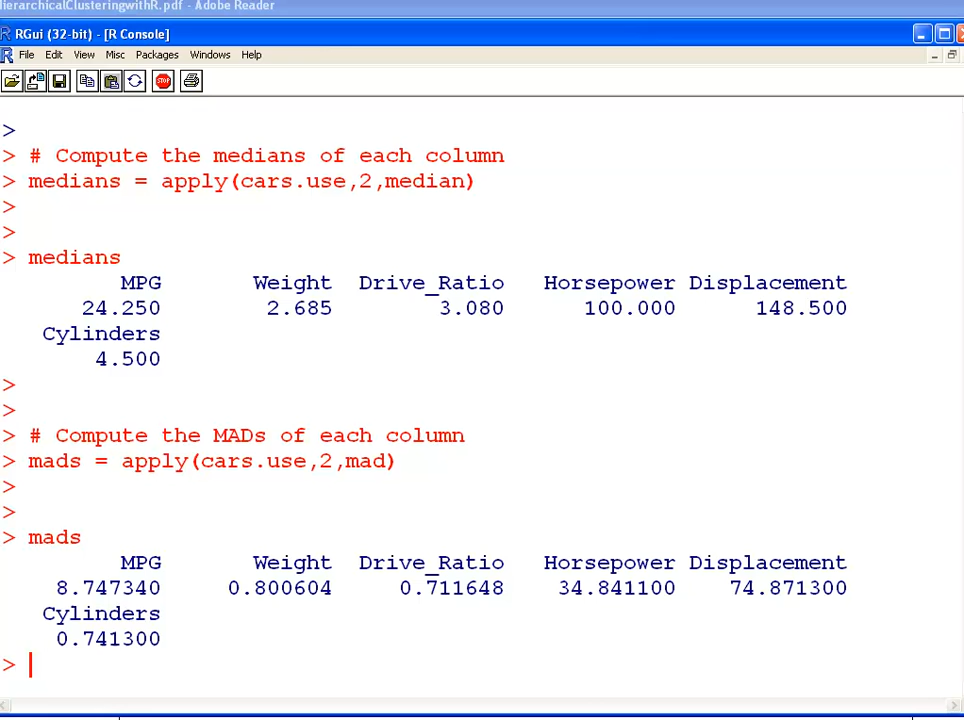 ierarchicalClusteringwithR.pdf - Adobe Reader
RGui (32-bit) - [R Console]
File Edit View Misc Packages Windows Help
STOP
>
> # Compute the medians of each column
> medians = apply(cars.use,2,median)
>
>
> medians
MPG Weight Drive_Ratio Horsepower Displacement
24.250 2.685 3.080 100.000 148.500
Cylinders
4.500
>
>
> # Compute the MADs of each column
> mads = apply(cars.use,2,mad)
>
>
> mads
MPG Weight Drive_Ratio Horsepower Displacement
8.747340 0.800604 0.711648 34.841100 74.871300
Cylinders
0.741300
>